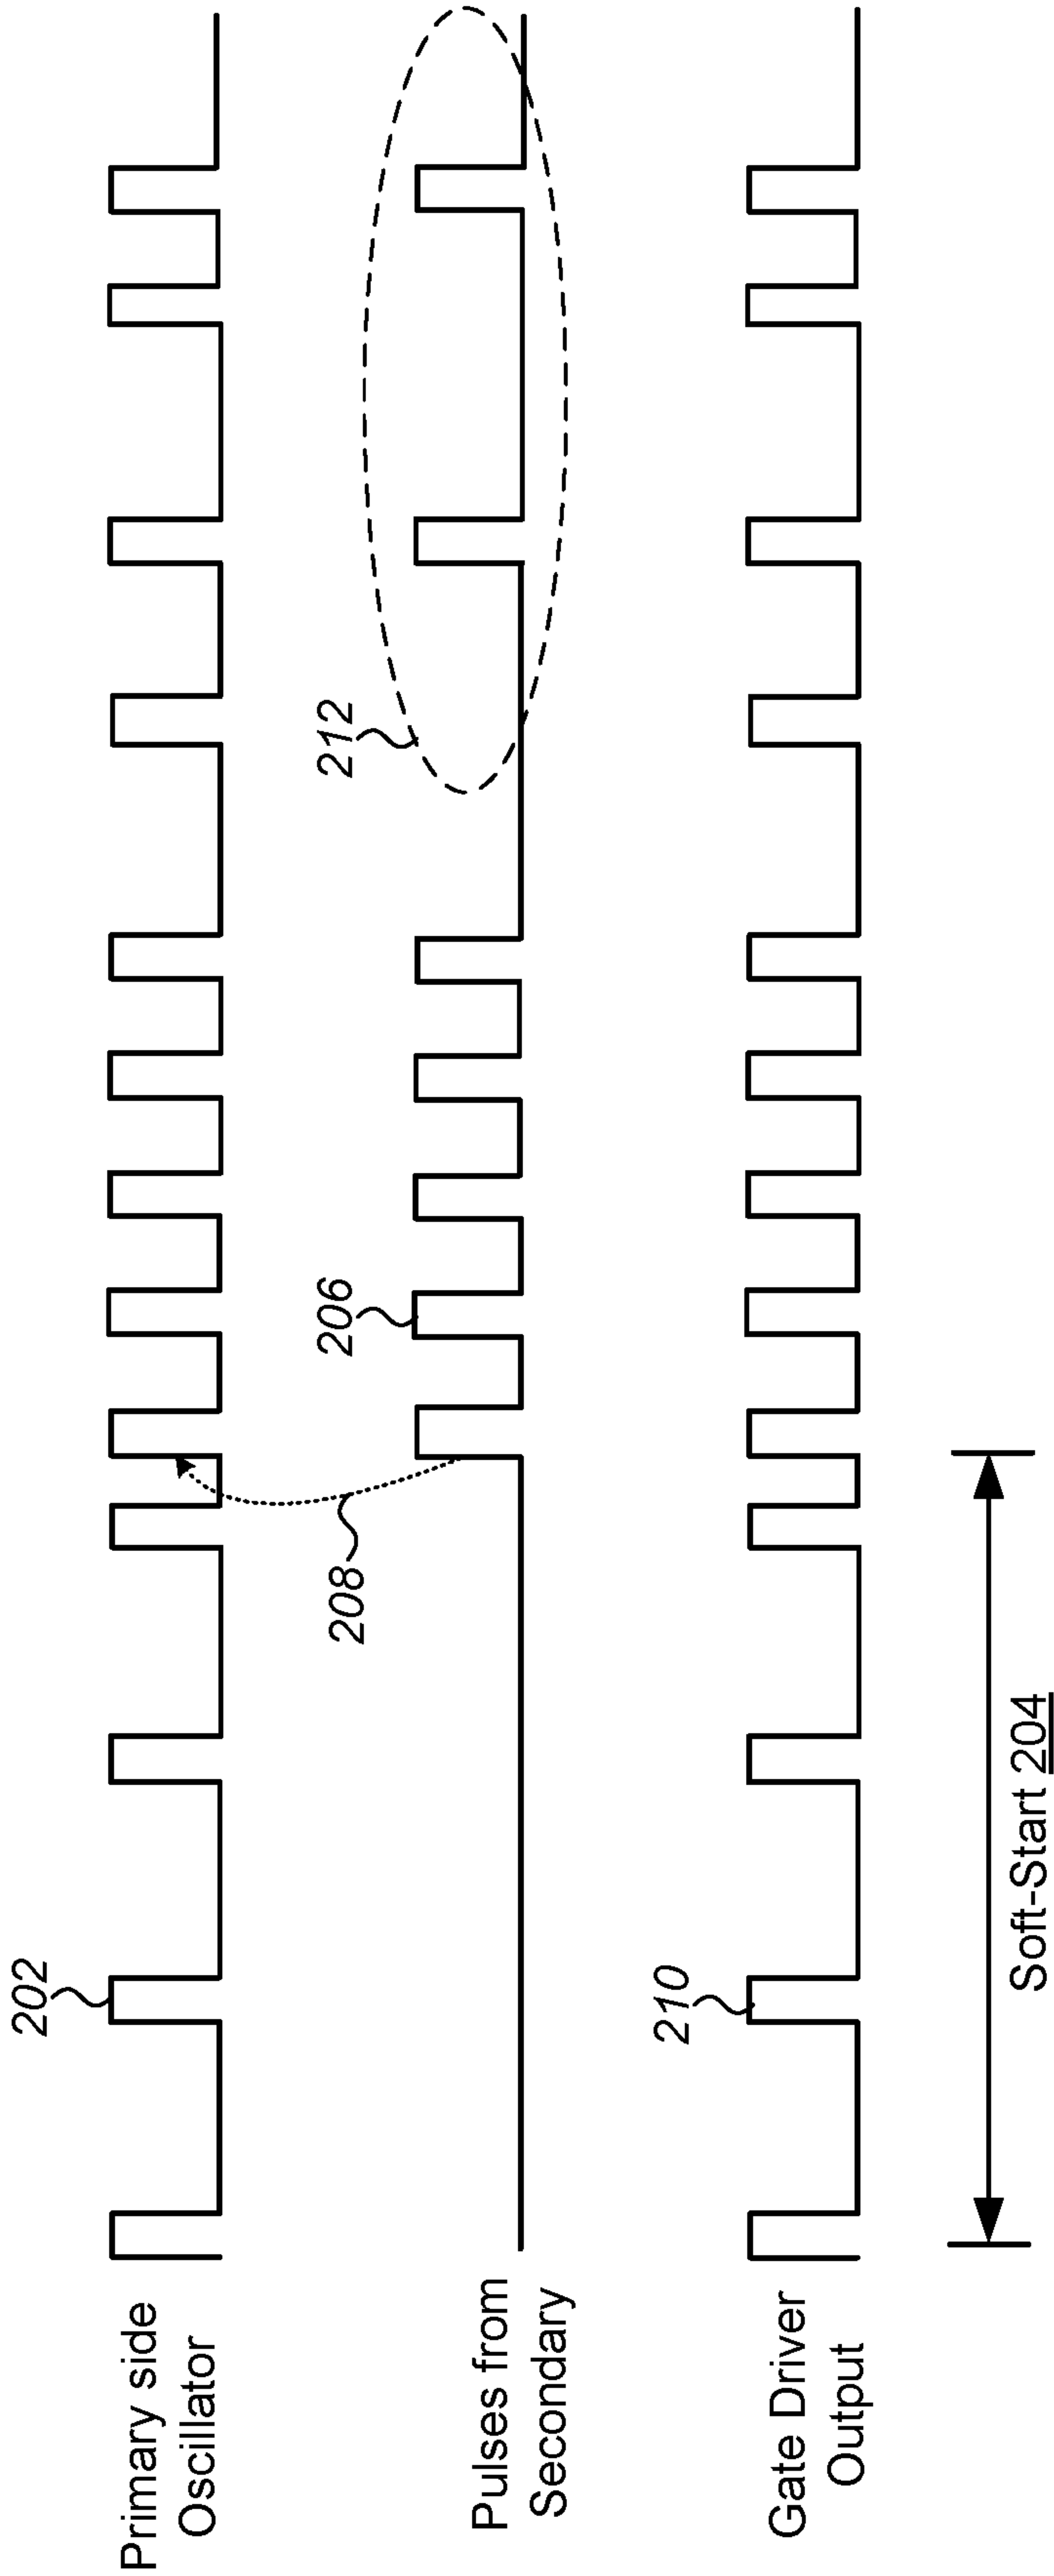 202
Primary side
Oscillator
208
206
212
Pulses from
Secondary
210
Gate Driver
Output
Soft-Start 204